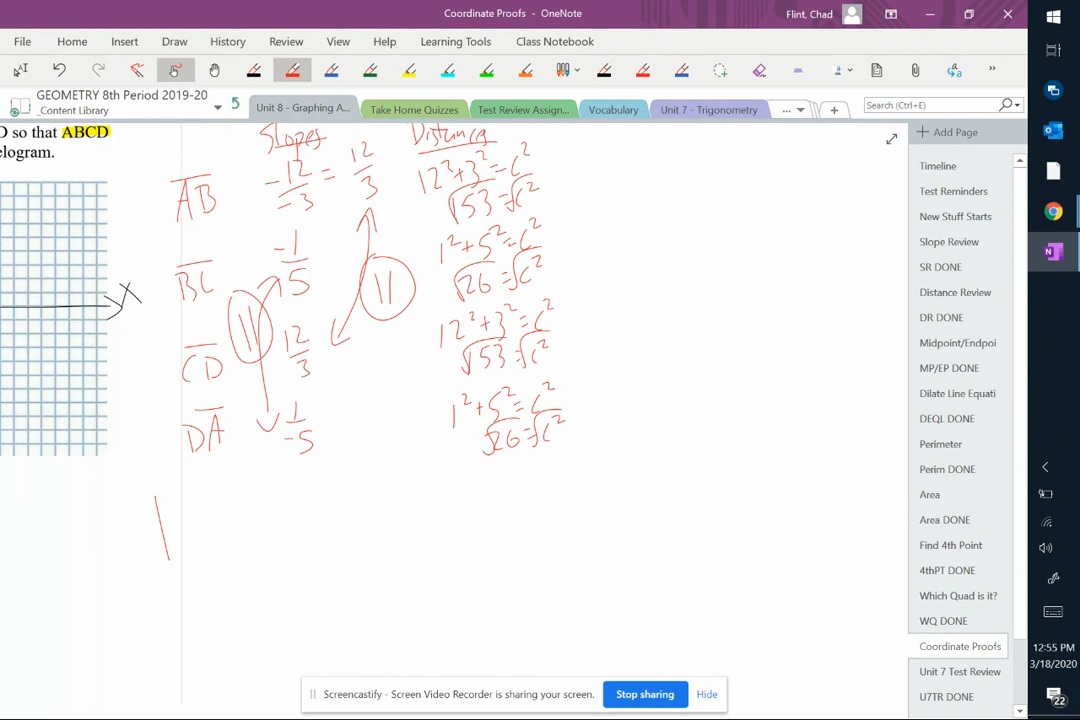 Coordinate Proofs - OneNote
Flint, Chad
File Home Insert Draw History Review View Help Learning Tools Class Notebook
GEOMETRY 8th Period 2019-20
_Content Library
Unit 8 - Graphing A...
Take Home Quizzes
Test Review Assign...
Vocabulary
Unit 7 - Trigonometry
...
Search (Ctrl+E)
D so that ABCD
elogram.
x
Slopes Distance
AB -12/-3 = 12/3 12²+3²=c²
√153=√c²
BC -1/5 1²+5²=c²
√26=√c²
|| ||
CD 12/3 12²+3²=c²
√153=√c²
DA 1/-5 1²+5²=c²
√26=√c²
Add Page
Timeline
Test Reminders
New Stuff Starts
Slope Review
SR DONE
Distance Review
DR DONE
Midpoint/Endpoi
MP/EP DONE
Dilate Line Equati
DEQL DONE
Perimeter
Perim DONE
Area
Area DONE
Find 4th Point
4thPT DONE
Which Quad is it?
WQ DONE
Coordinate Proofs
Unit 7 Test Review
U7TR DONE
Screencastify - Screen Video Recorder is sharing your screen.
Stop sharing
Hide
12:55 PM
3/18/2020
22